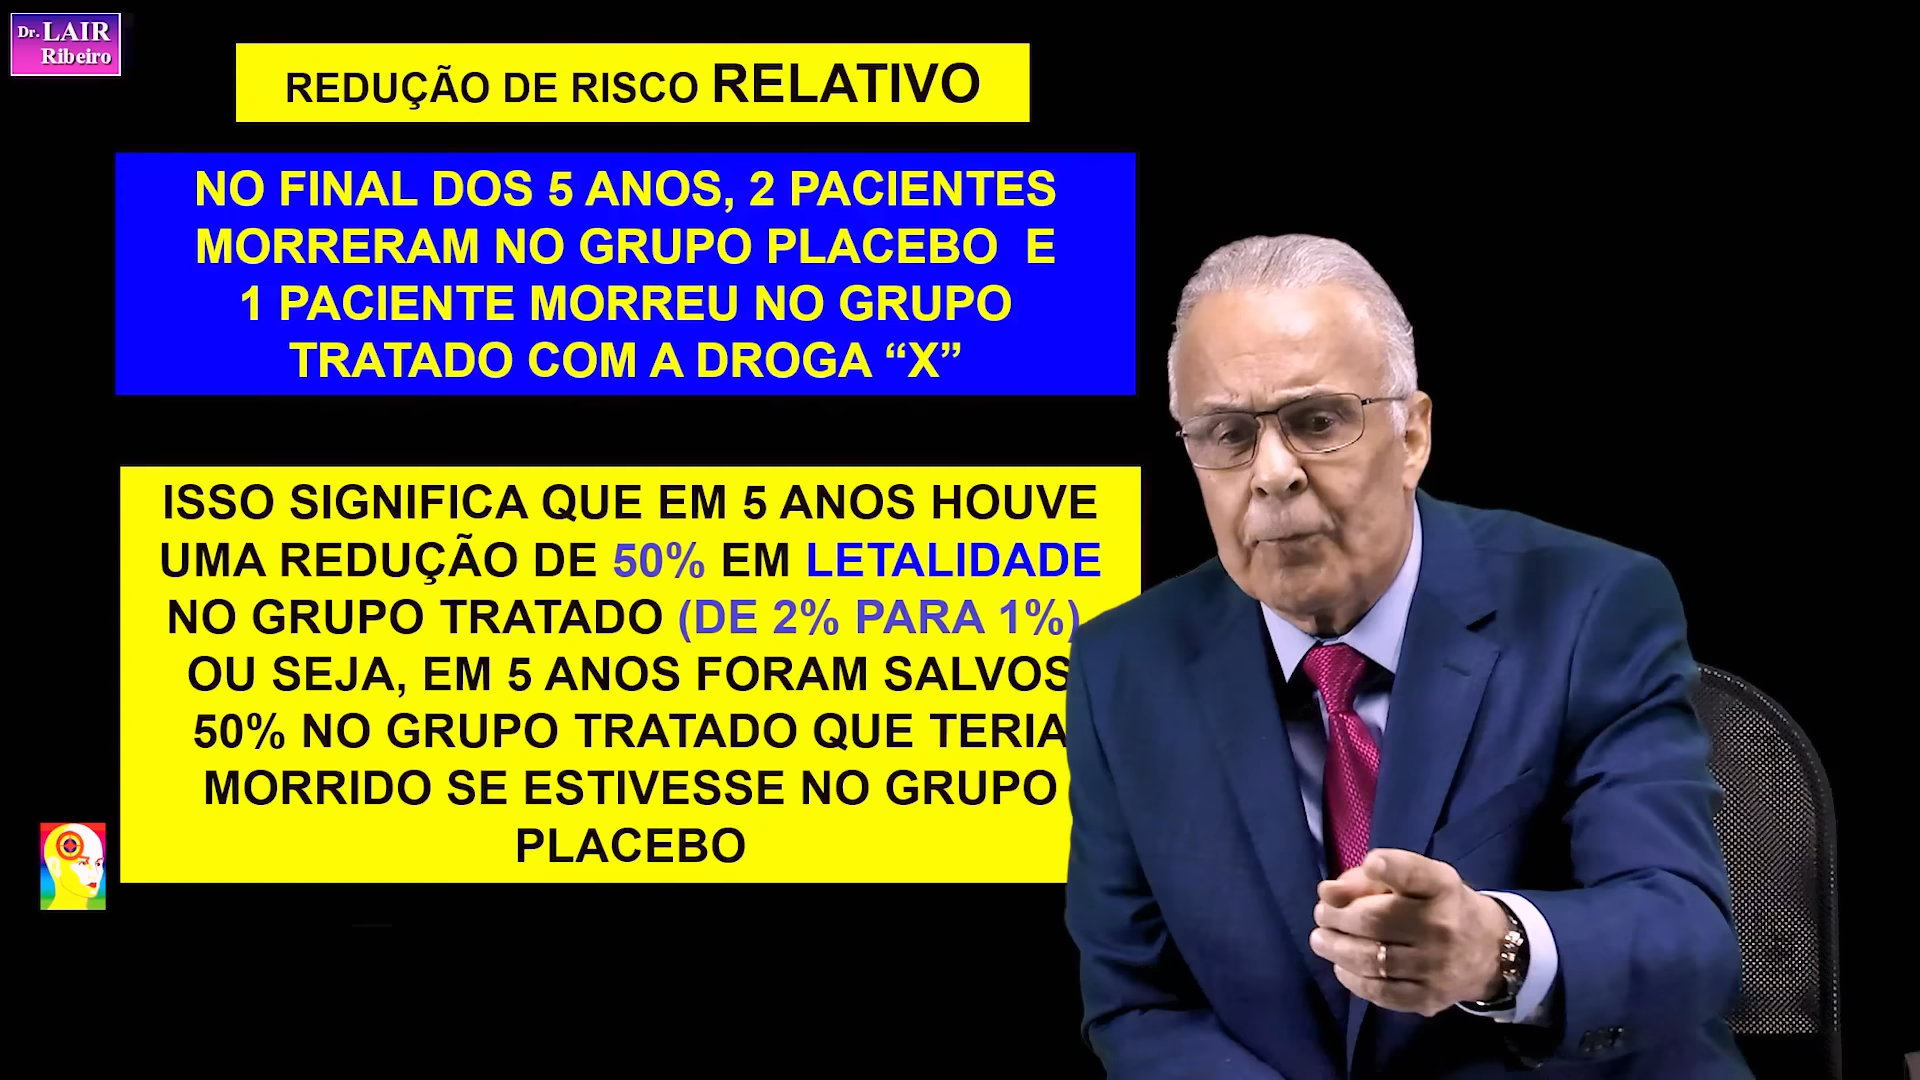 Dr. LAIR
Ribeiro
REDUÇÃO DE RISCO RELATIVO
NO FINAL DOS 5 ANOS, 2 PACIENTES
MORRERAM NO GRUPO PLACEBO E
1 PACIENTE MORREU NO GRUPO
TRATADO COM A DROGA “X”
ISSO SIGNIFICA QUE EM 5 ANOS HOUVE
UMA REDUÇÃO DE 50% EM LETALIDADE
NO GRUPO TRATADO (DE 2% PARA 1%)
OU SEJA, EM 5 ANOS FORAM SALVOS
50% NO GRUPO TRATADO QUE TERIA
MORRIDO SE ESTIVESSE NO GRUPO
PLACEBO